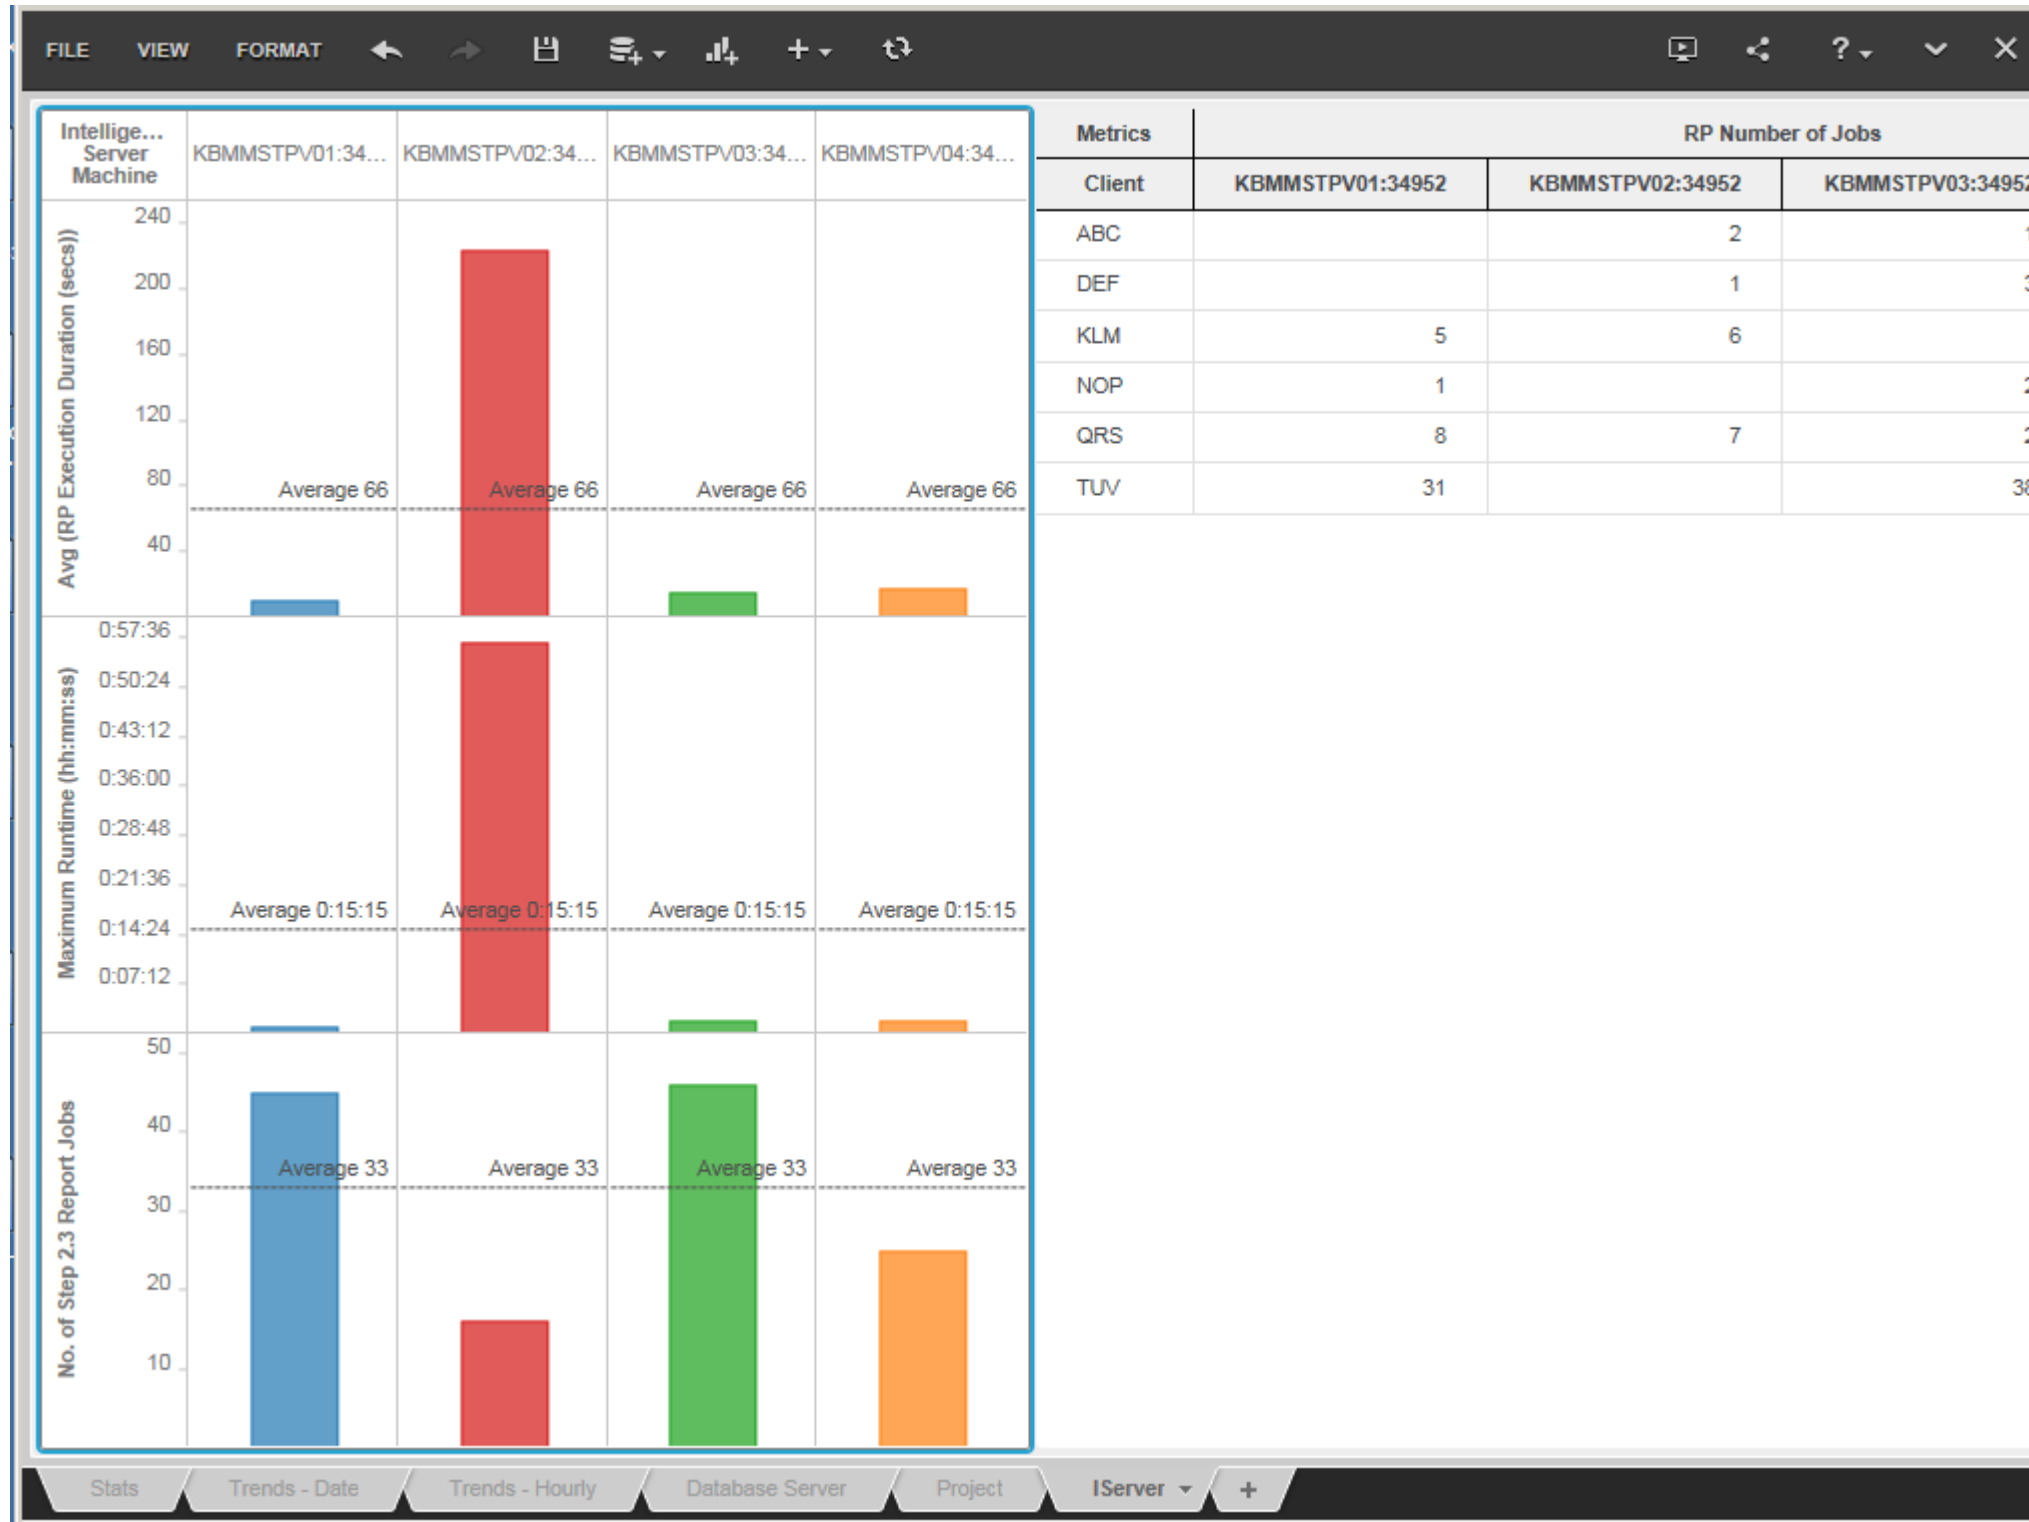 FILE VIEW FORMAT ?
Intellige...
Server
Machine
KBMMSTPV01:34... KBMMSTPV02:34... KBMMSTPV03:34... KBMMSTPV04:34...
Avg (RP Execution Duration (secs))
240
200
160
120
80
40
Average 66 Average 66 Average 66 Average 66
Maximum Runtime (hh:mm:ss)
0:57:36
0:50:24
0:43:12
0:36:00
0:28:48
0:21:36
0:14:24
0:07:12
Average 0:15:15 Average 0:15:15 Average 0:15:15 Average 0:15:15
No. of Step 2.3 Report Jobs
50
40
30
20
10
Average 33 Average 33 Average 33 Average 33
Metrics RP Number of Jobs
Client KBMMSTPV01:34952 KBMMSTPV02:34952 KBMMSTPV03:34952
ABC 2
DEF 1
KLM 5 6
NOP 1
QRS 8 7
TUV 31 38
Stats Trends - Date Trends - Hourly Database Server Project IServer +